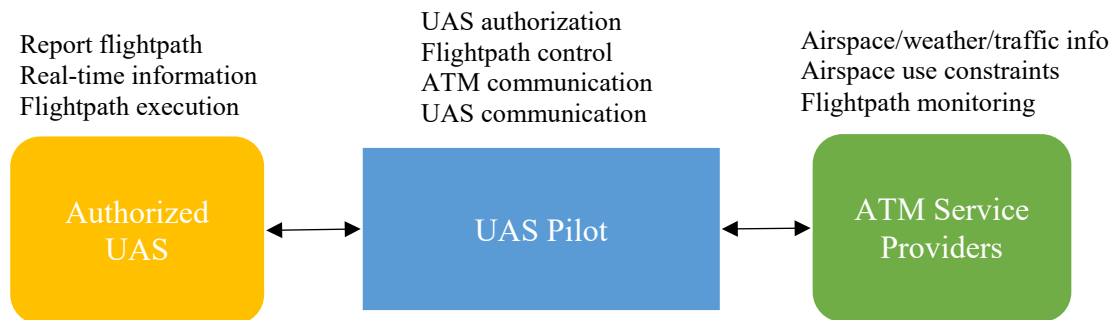 Report flightpath
Real-time information
Flightpath execution
UAS authorization
Flightpath control
ATM communication
UAS communication
Airspace/weather/traffic info
Airspace use constraints
Flightpath monitoring
Authorized
UAS
UAS Pilot
ATM Service
Providers